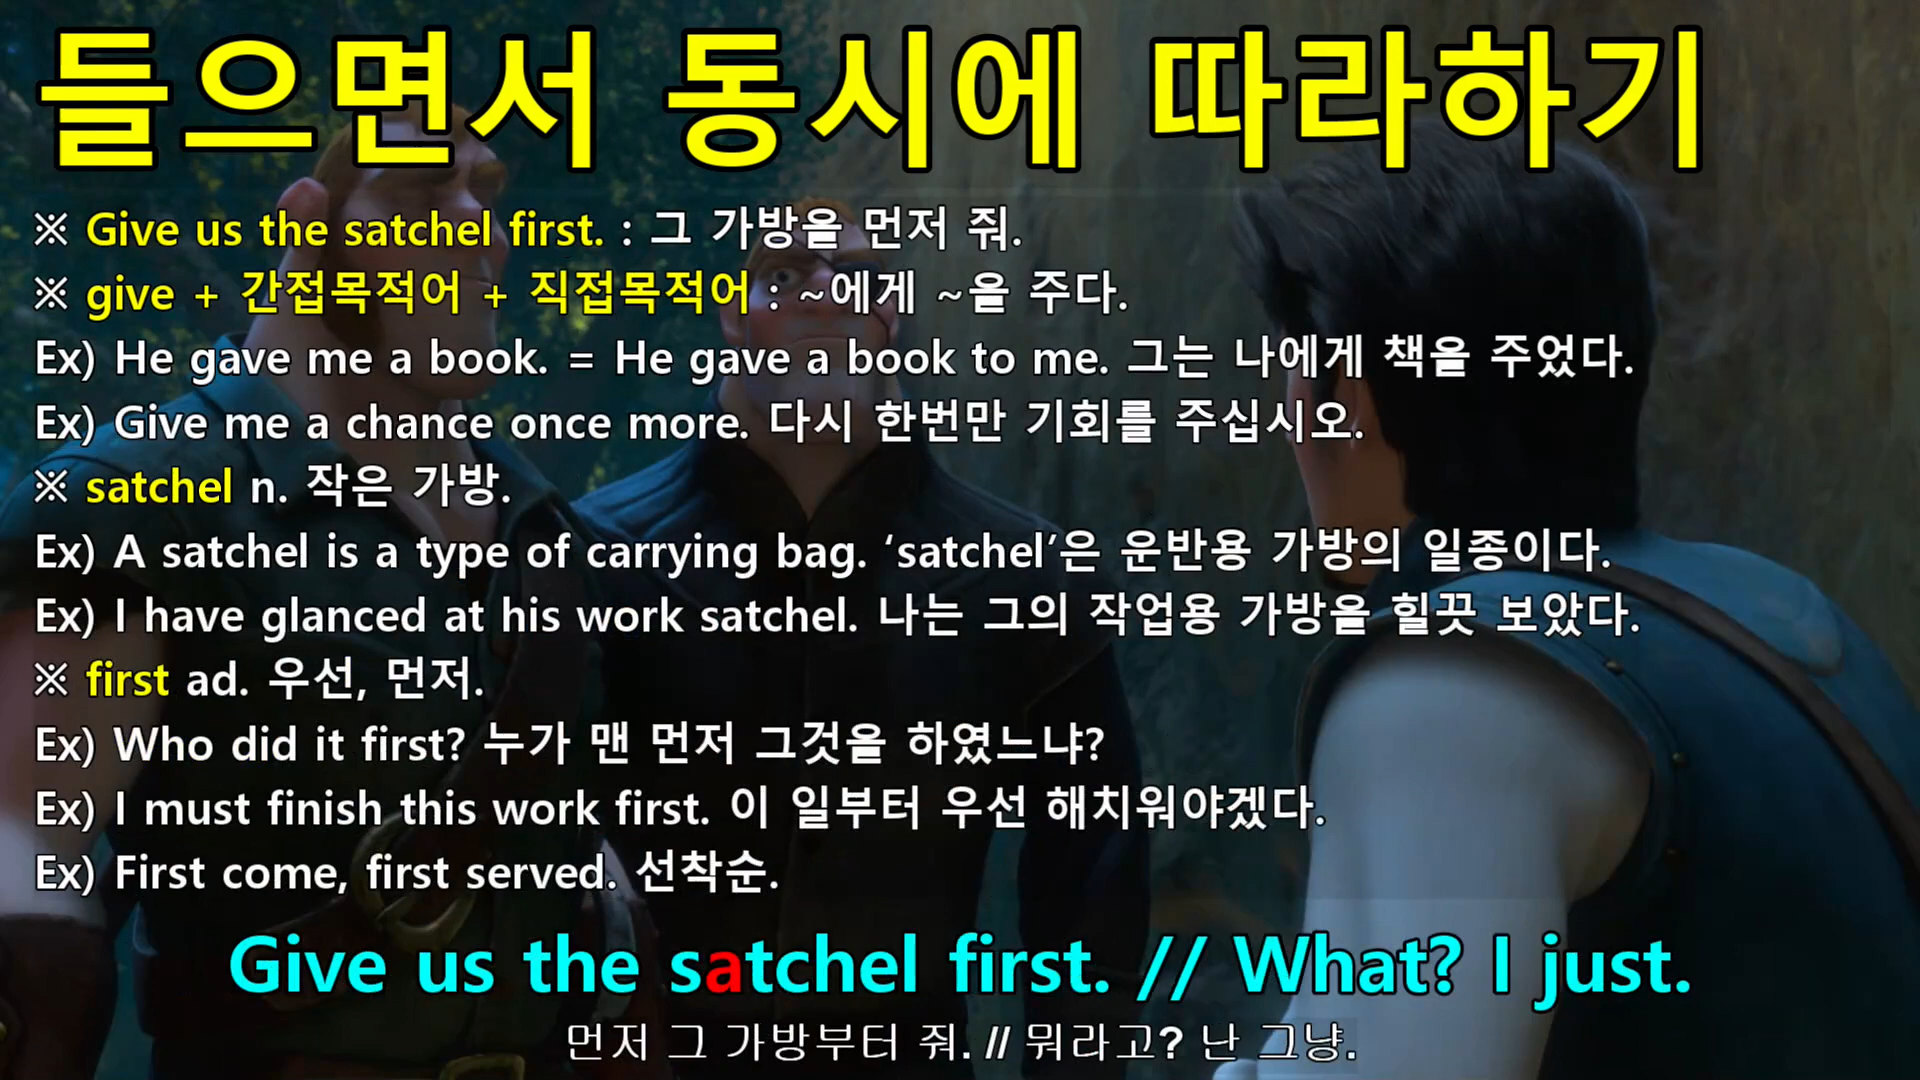 들으면서 동시에 따라하기
※ Give us the satchel first. : 그 가방을 먼저 줘.
※ give + 간접목적어 + 직접목적어 : ~에게 ~을 주다.
Ex) He gave me a book. = He gave a book to me. 그는 나에게 책을 주었다.
Ex) Give me a chance once more. 다시 한번만 기회를 주십시오.
※ satchel n. 작은 가방.
Ex) A satchel is a type of carrying bag. ‘satchel’은 운반용 가방의 일종이다.
Ex) I have glanced at his work satchel. 나는 그의 작업용 가방을 힐끗 보았다.
※ first ad. 우선, 먼저.
Ex) Who did it first? 누가 맨 먼저 그것을 하였느냐?
Ex) I must finish this work first. 이 일부터 우선 해치워야겠다.
Ex) First come, first served. 선착순.
Give us the satchel first. // What? I just.
먼저 그 가방부터 줘. // 뭐라고? 난 그냥.